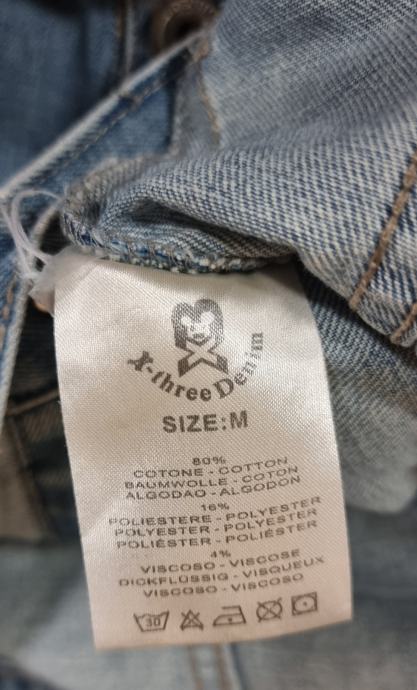 X-three Denim
SIZE:M
80%
COTONE - COTTON
BAUMWOLLE - COTON
ALGODAO - ALGODON
16%
POLIESTERE - POLYESTER
POLYESTER - POLYESTER
POLIÉSTER - POLIÉSTER
4%
VISCOSO - VISCOSE
DICKFLÜSSIG - VISQUEUX
VISCOSO - VISCOSO
30